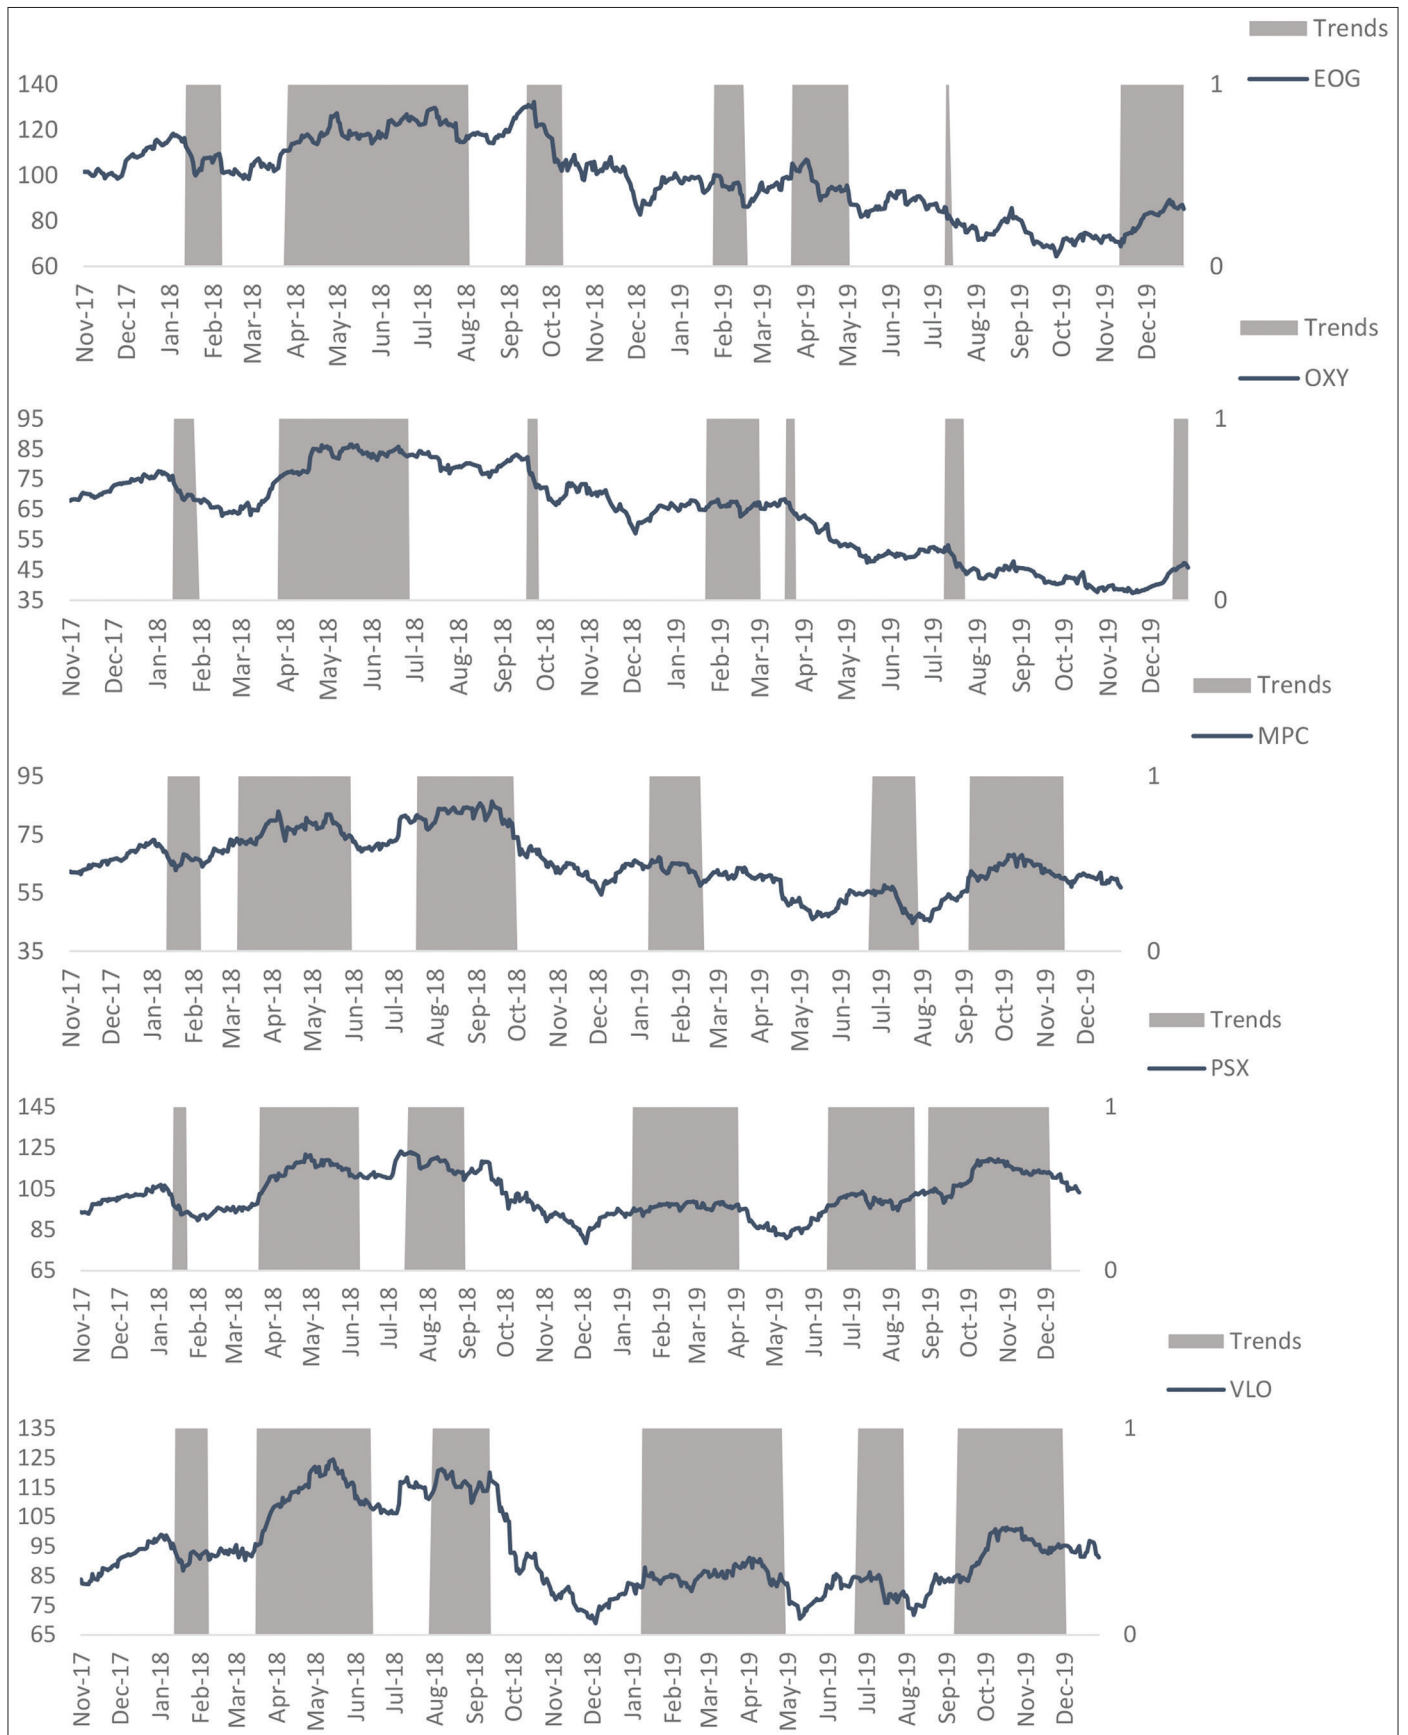 Trends
EOG
140 1
120
100
80
60 0
Nov-17 Dec-17 Jan-18 Feb-18 Mar-18 Apr-18 May-18 Jun-18 Jul-18 Aug-18 Sep-18 Oct-18 Nov-18 Dec-18 Jan-19 Feb-19 Mar-19 Apr-19 May-19 Jun-19 Jul-19 Aug-19 Sep-19 Oct-19 Nov-19 Dec-19
Trends
OXY
95 1
85
75
65
55
45
35 0
Nov-17 Dec-17 Jan-18 Feb-18 Mar-18 Apr-18 May-18 Jun-18 Jul-18 Aug-18 Sep-18 Oct-18 Nov-18 Dec-18 Jan-19 Feb-19 Mar-19 Apr-19 May-19 Jun-19 Jul-19 Aug-19 Sep-19 Oct-19 Nov-19 Dec-19
Trends
MPC
95 1
75
55
35 0
Nov-17 Dec-17 Jan-18 Feb-18 Mar-18 Apr-18 May-18 Jun-18 Jul-18 Aug-18 Sep-18 Oct-18 Nov-18 Dec-18 Jan-19 Feb-19 Mar-19 Apr-19 May-19 Jun-19 Jul-19 Aug-19 Sep-19 Oct-19 Nov-19 Dec-19
Trends
PSX
145 1
125
105
85
65 0
Nov-17 Dec-17 Jan-18 Feb-18 Mar-18 Apr-18 May-18 Jun-18 Jul-18 Aug-18 Sep-18 Oct-18 Nov-18 Dec-18 Jan-19 Feb-19 Mar-19 Apr-19 May-19 Jun-19 Jul-19 Aug-19 Sep-19 Oct-19 Nov-19 Dec-19
Trends
VLO
135 1
125
115
105
95
85
75
65 0
Nov-17 Dec-17 Jan-18 Feb-18 Mar-18 Apr-18 May-18 Jun-18 Jul-18 Aug-18 Sep-18 Oct-18 Nov-18 Dec-18 Jan-19 Feb-19 Mar-19 Apr-19 May-19 Jun-19 Jul-19 Aug-19 Sep-19 Oct-19 Nov-19 Dec-19